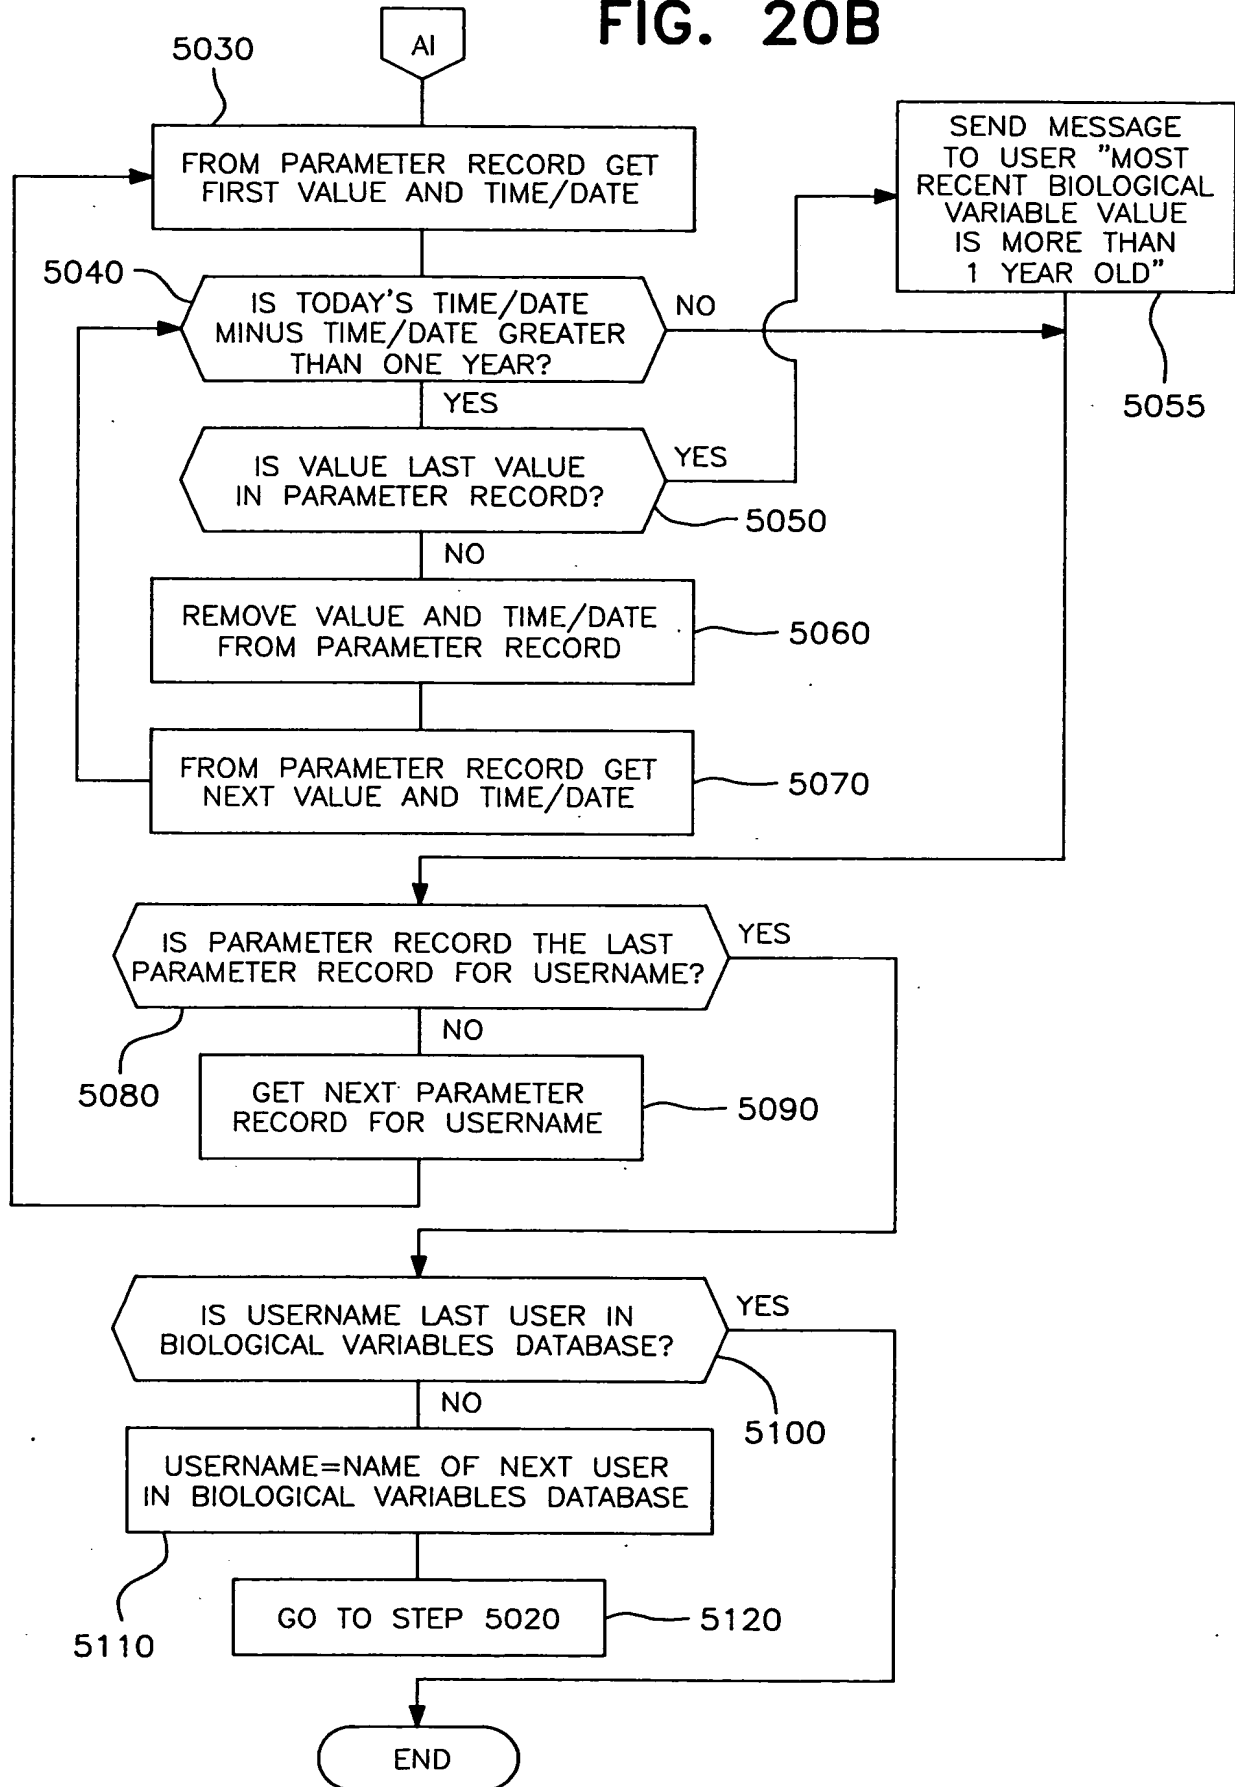 FIG. 20B
AI
5030
FROM PARAMETER RECORD GET
FIRST VALUE AND TIME/DATE
SEND MESSAGE
TO USER "MOST
RECENT BIOLOGICAL
VARIABLE VALUE
IS MORE THAN
1 YEAR OLD"
5055
5040
IS TODAY'S TIME/DATE
MINUS TIME/DATE GREATER
THAN ONE YEAR?
NO
YES
IS VALUE LAST VALUE
IN PARAMETER RECORD?
YES
5050
NO
REMOVE VALUE AND TIME/DATE
FROM PARAMETER RECORD
5060
FROM PARAMETER RECORD GET
NEXT VALUE AND TIME/DATE
5070
IS PARAMETER RECORD THE LAST
PARAMETER RECORD FOR USERNAME?
YES
5080
NO
GET NEXT PARAMETER
RECORD FOR USERNAME
5090
IS USERNAME LAST USER IN
BIOLOGICAL VARIABLES DATABASE?
YES
5100
NO
USERNAME=NAME OF NEXT USER
IN BIOLOGICAL VARIABLES DATABASE
5110
GO TO STEP 5020
5120
END